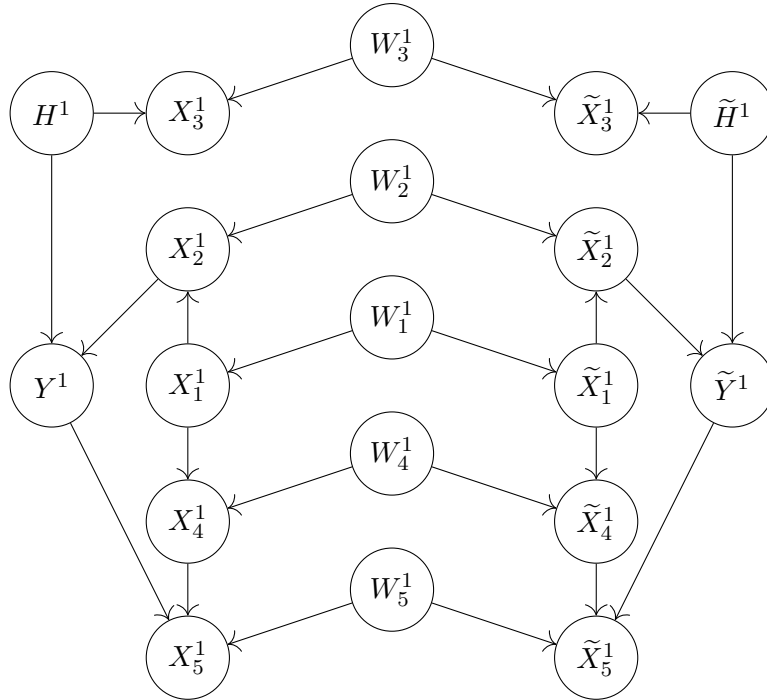 W_3^1
H^1 X_3^1 X̃_3^1 H̃^1
W_2^1
X_2^1 X̃_2^1
W_1^1
Y^1 X_1^1 X̃_1^1 Ỹ^1
W_4^1
X_4^1 X̃_4^1
W_5^1
X_5^1 X̃_5^1